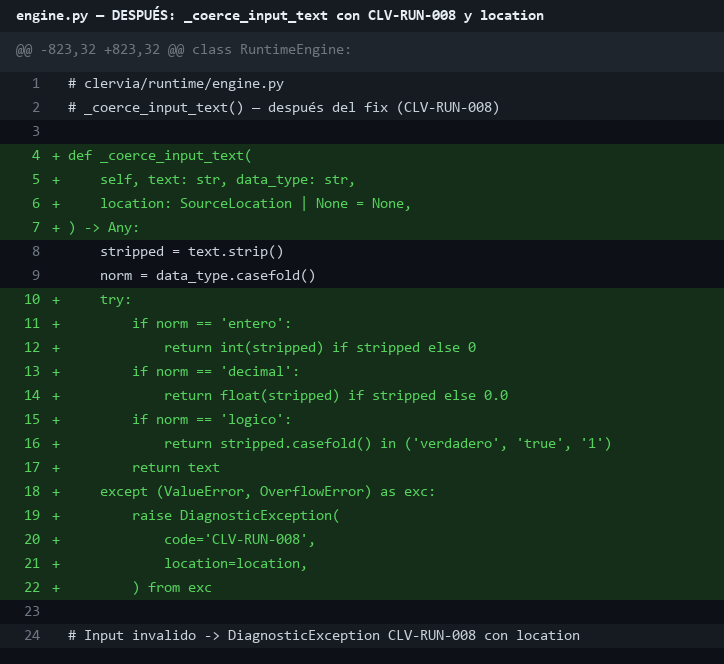 engine.py — DESPUÉS: _coerce_input_text con CLV-RUN-008 y location
@@ -823,32 +823,32 @@ class RuntimeEngine:
1 # clervia/runtime/engine.py
2 # _coerce_input_text() — después del fix (CLV-RUN-008)
3
4 + def _coerce_input_text(
5 +     self, text: str, data_type: str,
6 +     location: SourceLocation | None = None,
7 + ) -> Any:
8       stripped = text.strip()
9       norm = data_type.casefold()
10 +     try:
11 +         if norm == 'entero':
12 +             return int(stripped) if stripped else 0
13 +         if norm == 'decimal':
14 +             return float(stripped) if stripped else 0.0
15 +         if norm == 'logico':
16 +             return stripped.casefold() in ('verdadero', 'true', '1')
17 +         return text
18 +     except (ValueError, OverflowError) as exc:
19 +         raise DiagnosticException(
20 +             code='CLV-RUN-008',
21 +             location=location,
22 +         ) from exc
23
24 # Input invalido -> DiagnosticException CLV-RUN-008 con location